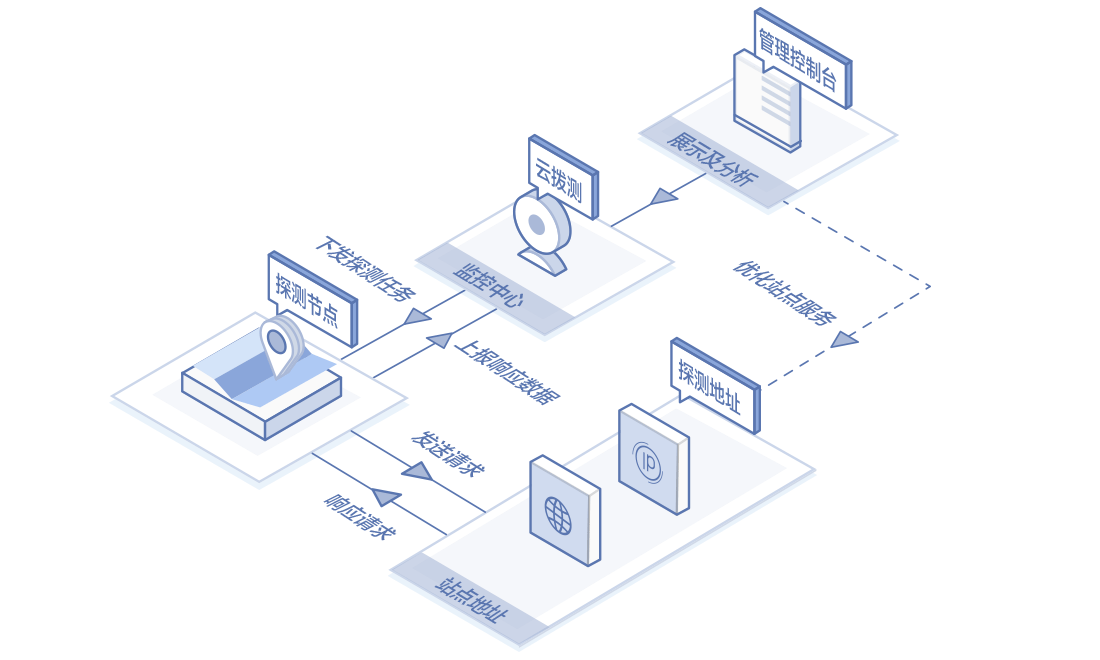 管理控制台
展示及分析
云拨测
监控中心
下发探测任务
探测节点
上报响应数据
优化站点服务
探测地址
IP
发送请求
响应请求
站点地址